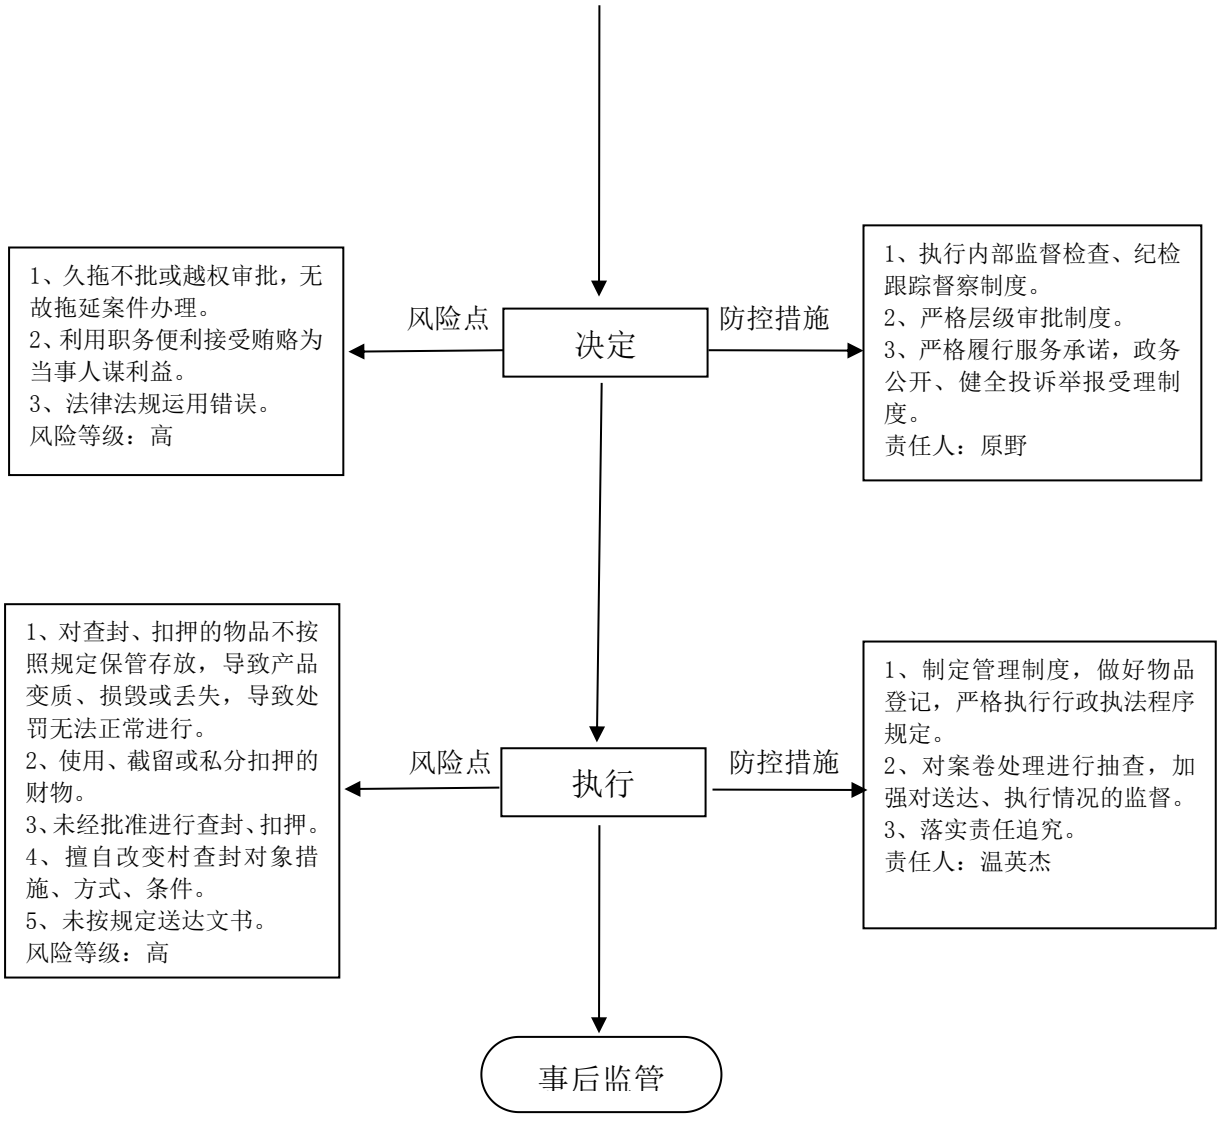 1、久拖不批或越权审批，无
故拖延案件办理。
2、利用职务便利接受贿赂为
当事人谋利益。
3、法律法规运用错误。
风险等级：高
风险点
决定
防控措施
1、执行内部监督检查、纪检
跟踪督察制度。
2、严格层级审批制度。
3、严格履行服务承诺，政务
公开、健全投诉举报受理制
度。
责任人：原野
1、对查封、扣押的物品不按
照规定保管存放，导致产品
变质、损毁或丢失，导致处
罚无法正常进行。
2、使用、截留或私分扣押的
财物。
3、未经批准进行查封、扣押。
4、擅自改变村查封对象措
施、方式、条件。
5、未按规定送达文书。
风险等级：高
风险点
执行
防控措施
1、制定管理制度，做好物品
登记，严格执行行政执法程序
规定。
2、对案卷处理进行抽查，加
强对送达、执行情况的监督。
3、落实责任追究。
责任人：温英杰
事后监管